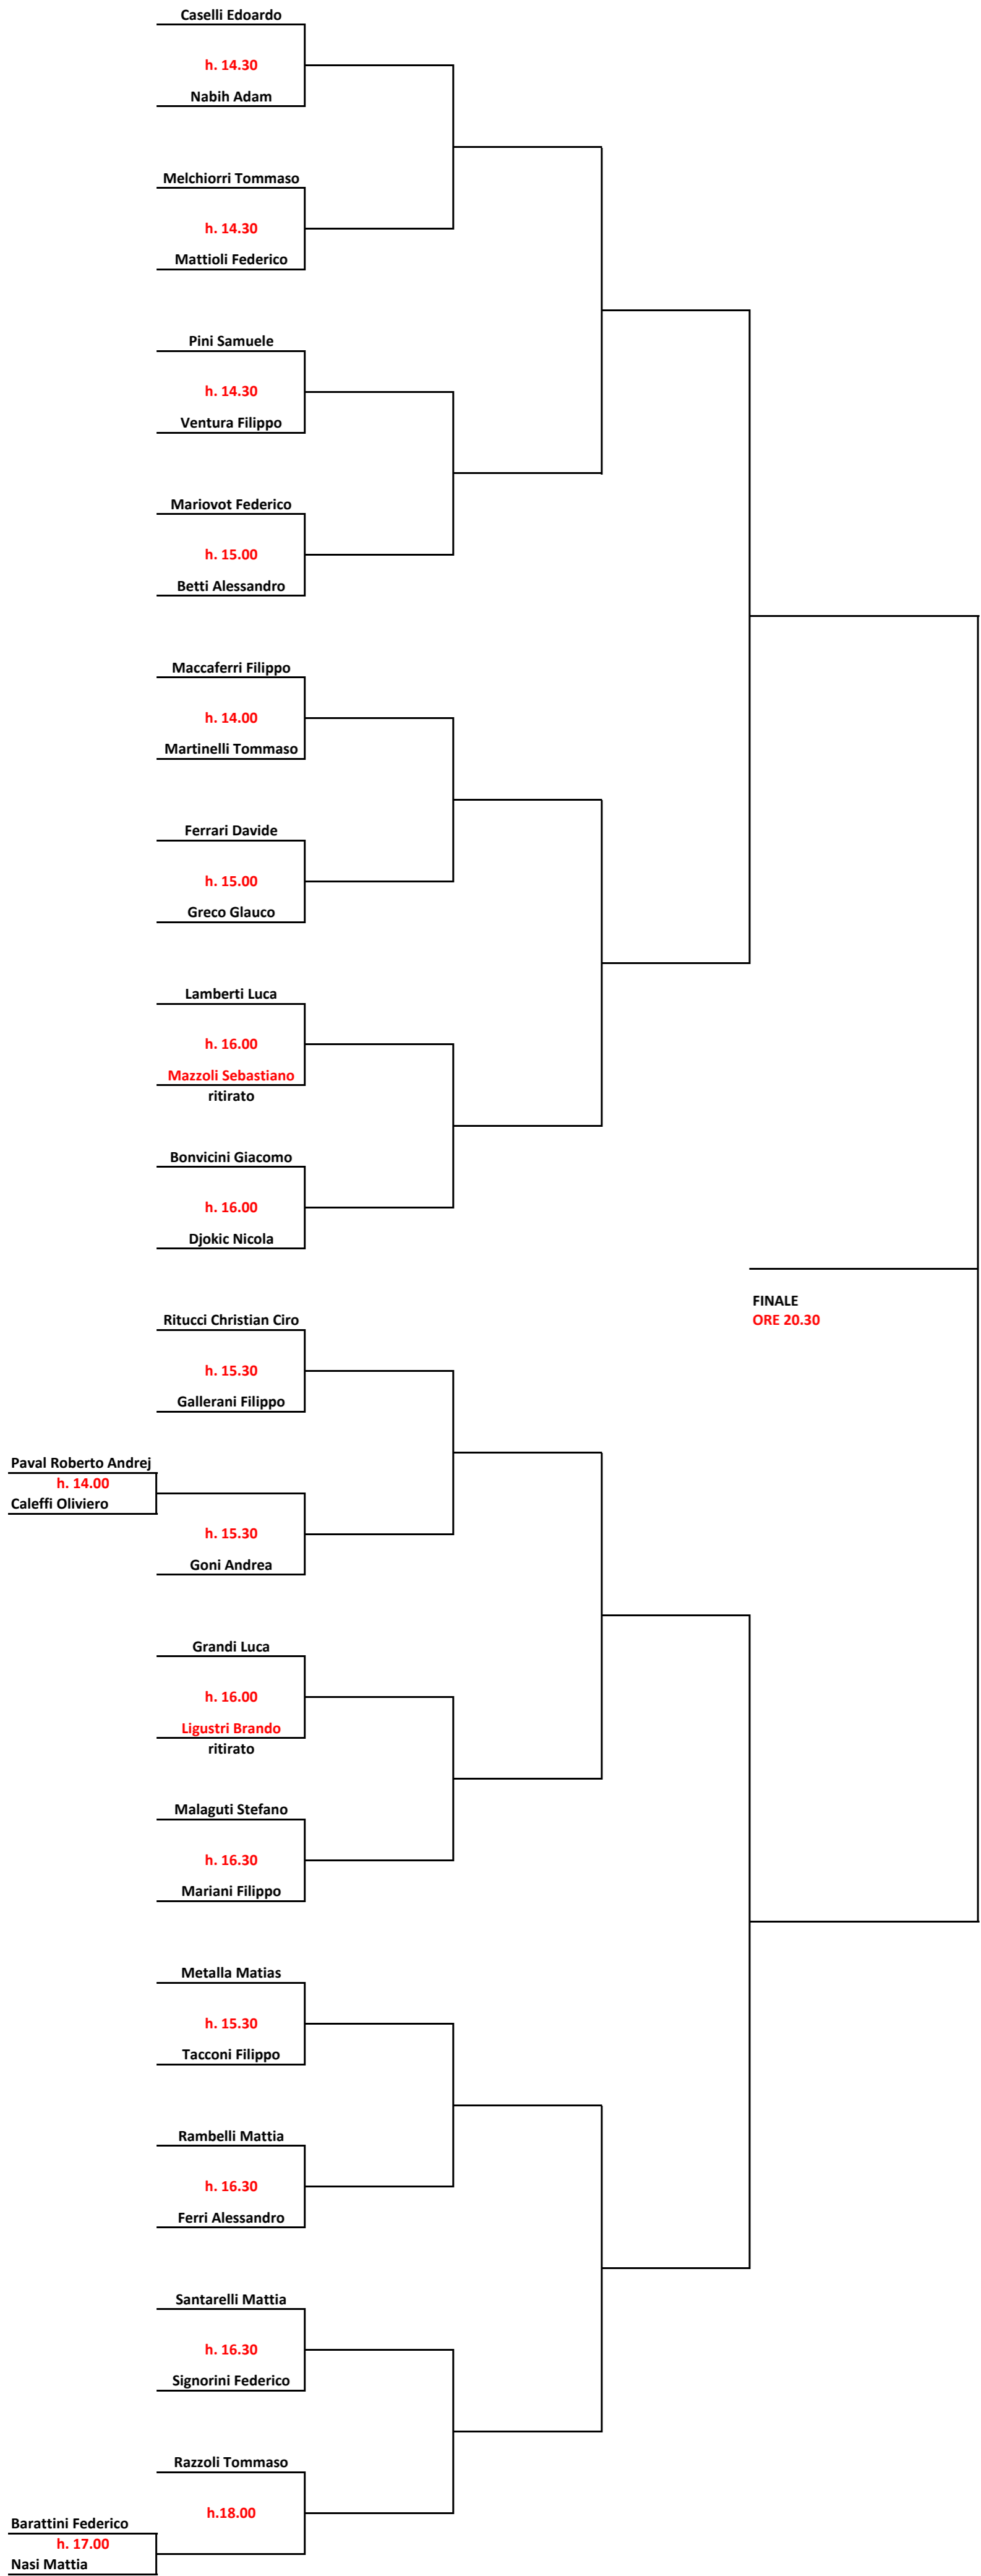 Caselli Edoardo
h. 14.30
Nabih Adam
Melchiorri Tommaso
h. 14.30
Mattioli Federico
Pini Samuele
h. 14.30
Ventura Filippo
Mariovot Federico
h. 15.00
Betti Alessandro
Maccaferri Filippo
h. 14.00
Martinelli Tommaso
Ferrari Davide
h. 15.00
Greco Glauco
Lamberti Luca
h. 16.00
Mazzoli Sebastiano
ritirato
Bonvicini Giacomo
h. 16.00
Djokic Nicola
FINALE
ORE 20.30
Ritucci Christian Ciro
h. 15.30
Gallerani Filippo
Paval Roberto Andrej
h. 14.00
Caleffi Oliviero
h. 15.30
Goni Andrea
Grandi Luca
h. 16.00
Ligustri Brando
ritirato
Malaguti Stefano
h. 16.30
Mariani Filippo
Metalla Matias
h. 15.30
Tacconi Filippo
Rambelli Mattia
h. 16.30
Ferri Alessandro
Santarelli Mattia
h. 16.30
Signorini Federico
Razzoli Tommaso
h.18.00
Barattini Federico
h. 17.00
Nasi Mattia